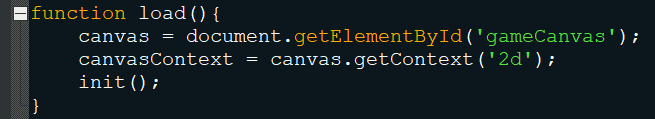 function load(){
    canvas = document.getElementById('gameCanvas');
    canvasContext = canvas.getContext('2d');
    init();
}